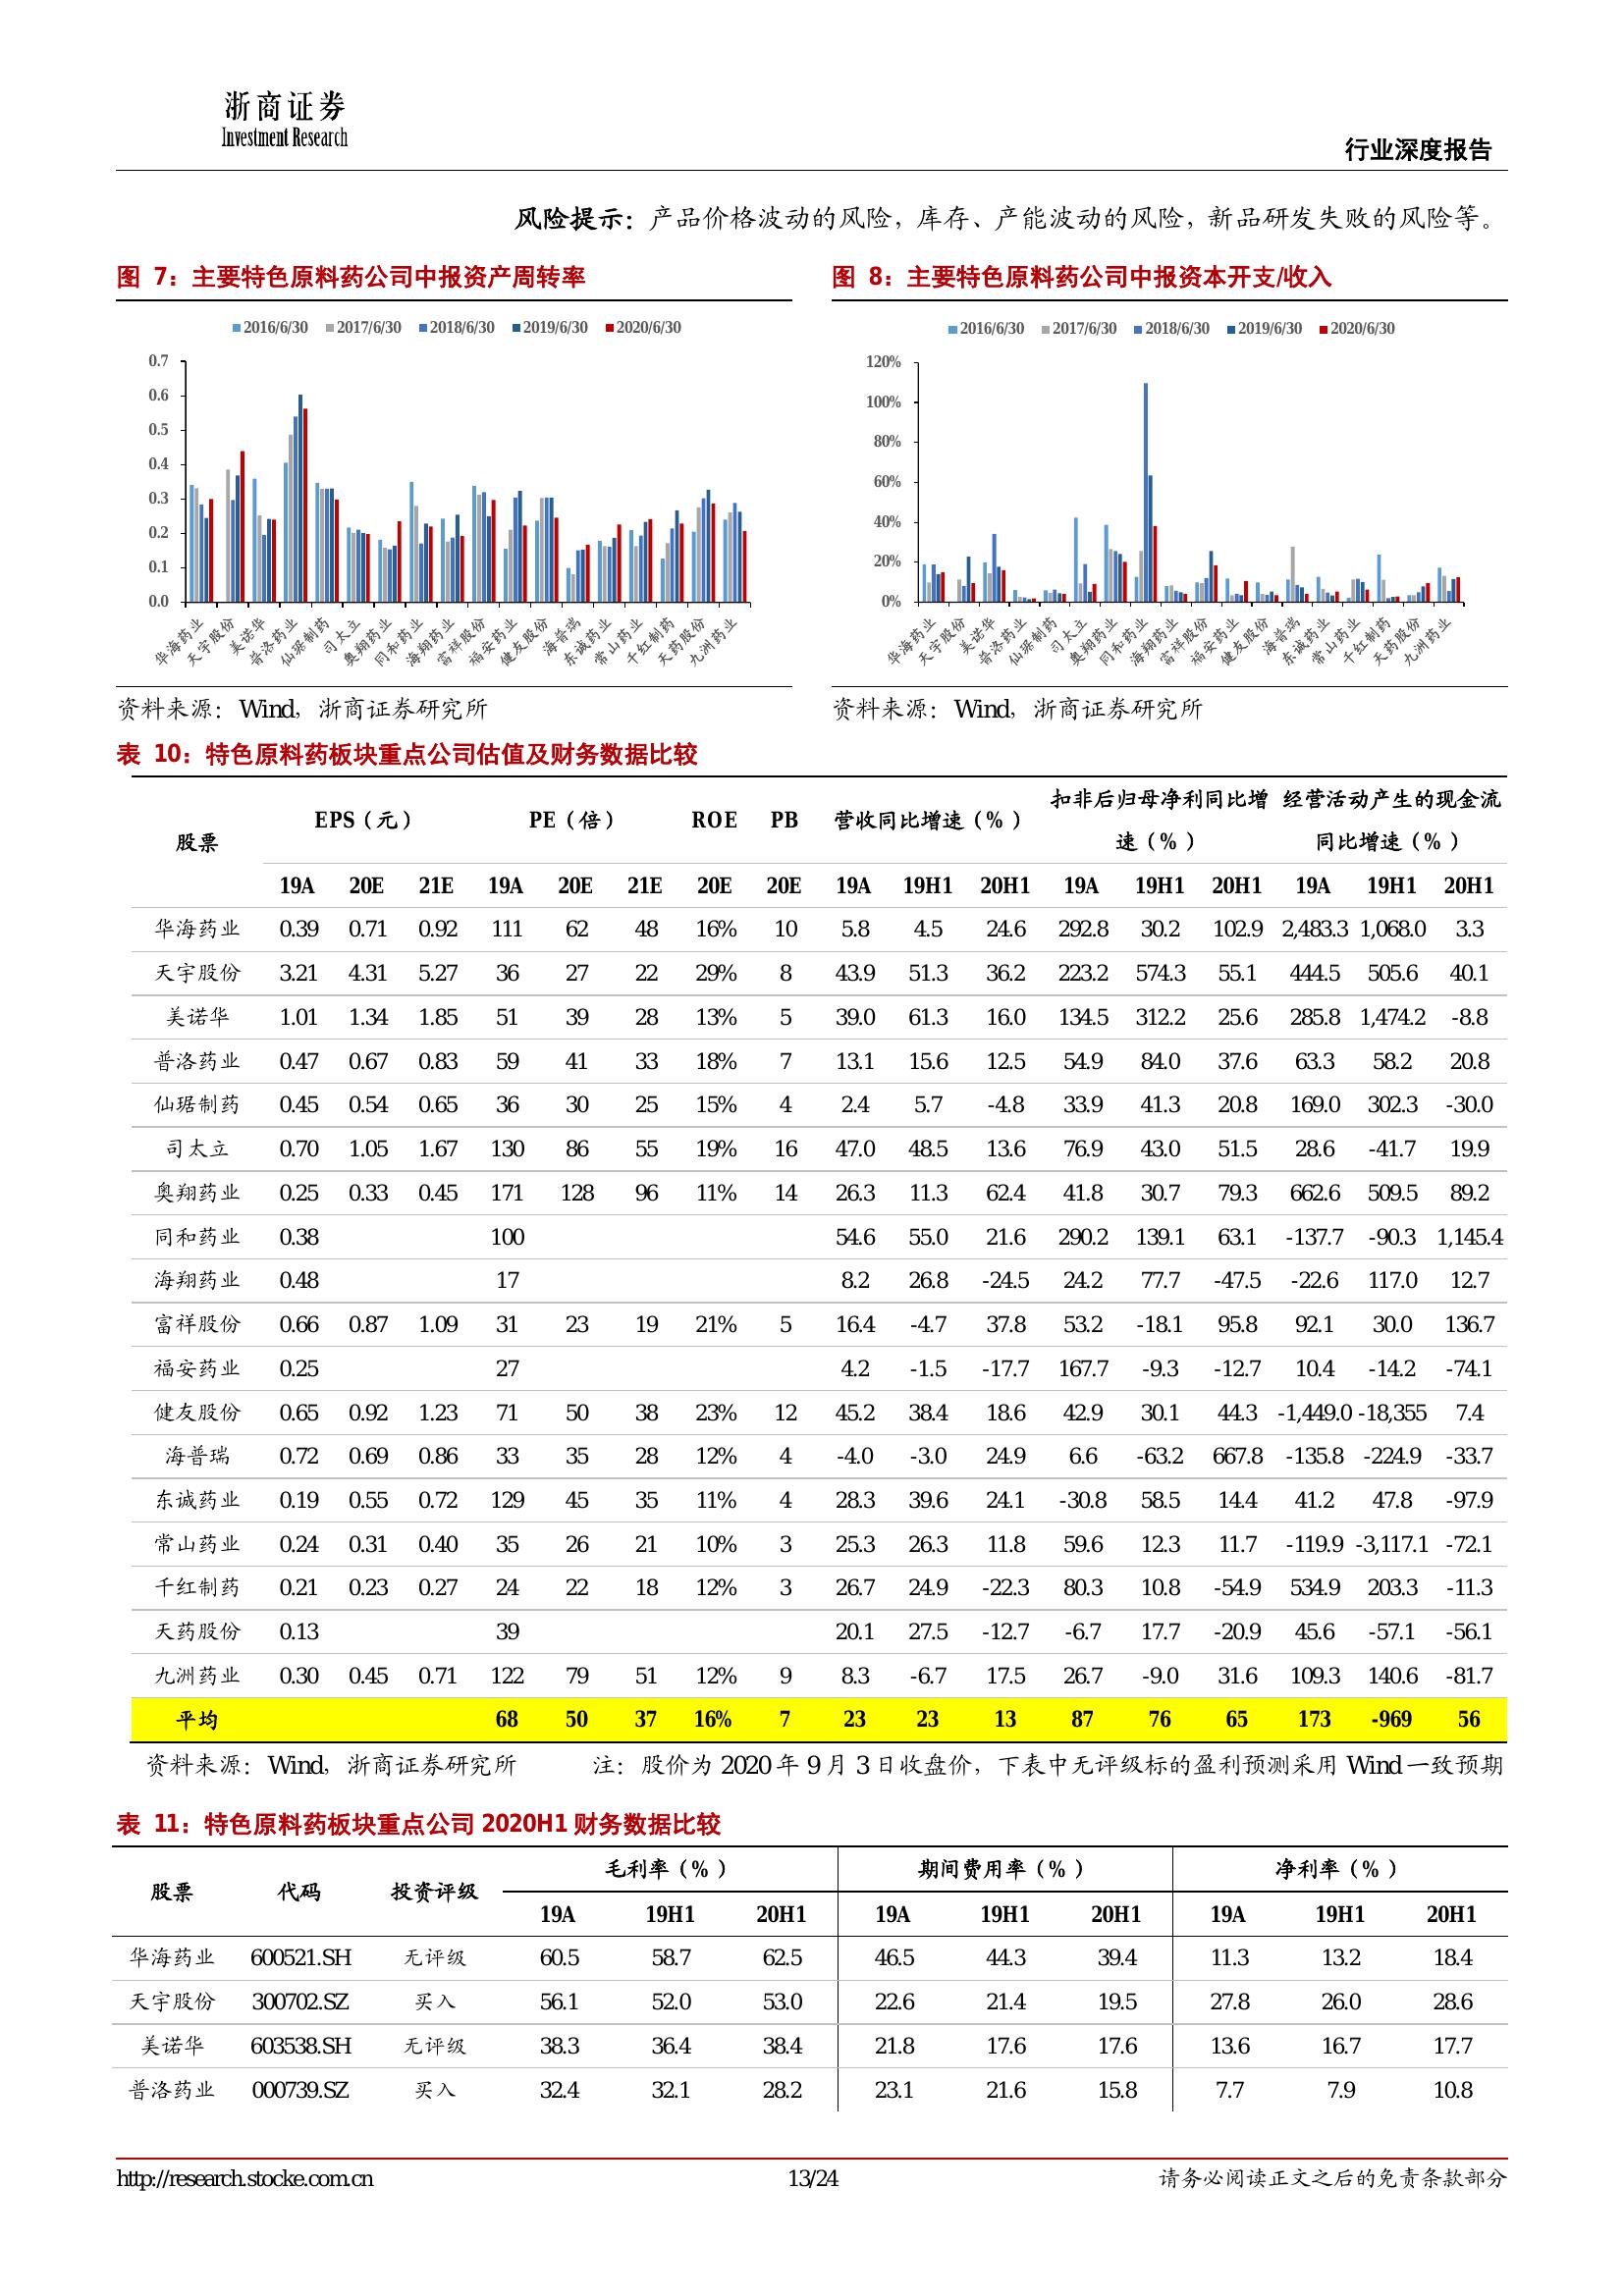 浙商证券
Investment Research
行业深度报告
风险提示：产品价格波动的风险，库存、产能波动的风险，新品研发失败的风险等。
图 7：主要特色原料药公司中报资产周转率
2016/6/30 2017/6/30 2018/6/30 2019/6/30 2020/6/30
0.7
0.6
0.5
0.4
0.3
0.2
0.1
0.0
华海药业 天宇股份 美诺华 普洛药业 仙琚制药 司太立 奥翔药业 同和药业 海翔药业 富祥股份 福安药业 健友股份 海普瑞 东诚药业 常山药业 千红制药 天药股份 九洲药业
资料来源：Wind，浙商证券研究所
图 8：主要特色原料药公司中报资本开支/收入
2016/6/30 2017/6/30 2018/6/30 2019/6/30 2020/6/30
120%
100%
80%
60%
40%
20%
0%
华海药业 天宇股份 美诺华 普洛药业 仙琚制药 司太立 奥翔药业 同和药业 海翔药业 富祥股份 福安药业 健友股份 海普瑞 东诚药业 常山药业 千红制药 天药股份 九洲药业
资料来源：Wind，浙商证券研究所
表 10：特色原料药板块重点公司估值及财务数据比较
股票 EPS（元） PE（倍） ROE PB 营收同比增速（%） 扣非后归母净利同比增速（%） 经营活动产生的现金流同比增速（%）
19A 20E 21E 19A 20E 21E 20E 20E 19A 19H1 20H1 19A 19H1 20H1 19A 19H1 20H1
华海药业 0.39 0.71 0.92 111 62 48 16% 10 5.8 4.5 24.6 292.8 30.2 102.9 2,483.3 1,068.0 3.3
天宇股份 3.21 4.31 5.27 36 27 22 29% 8 43.9 51.3 36.2 223.2 574.3 55.1 444.5 505.6 40.1
美诺华 1.01 1.34 1.85 51 39 28 13% 5 39.0 61.3 16.0 134.5 312.2 25.6 285.8 1,474.2 -8.8
普洛药业 0.47 0.67 0.83 59 41 33 18% 7 13.1 15.6 12.5 54.9 84.0 37.6 63.3 58.2 20.8
仙琚制药 0.45 0.54 0.65 36 30 25 15% 4 2.4 5.7 -4.8 33.9 41.3 20.8 169.0 302.3 -30.0
司太立 0.70 1.05 1.67 130 86 55 19% 16 47.0 48.5 13.6 76.9 43.0 51.5 28.6 -41.7 19.9
奥翔药业 0.25 0.33 0.45 171 128 96 11% 14 26.3 11.3 62.4 41.8 30.7 79.3 662.6 509.5 89.2
同和药业 0.38 100 54.6 55.0 21.6 290.2 139.1 63.1 -137.7 -90.3 1,145.4
海翔药业 0.48 17 8.2 26.8 -24.5 24.2 77.7 -47.5 -22.6 117.0 12.7
富祥股份 0.66 0.87 1.09 31 23 19 21% 5 16.4 -4.7 37.8 53.2 -18.1 95.8 92.1 30.0 136.7
福安药业 0.25 27 4.2 -1.5 -17.7 167.7 -9.3 -12.7 10.4 -14.2 -74.1
健友股份 0.65 0.92 1.23 71 50 38 23% 12 45.2 38.4 18.6 42.9 30.1 44.3 -1,449.0 -18,355 7.4
海普瑞 0.72 0.69 0.86 33 35 28 12% 4 -4.0 -3.0 24.9 6.6 -63.2 667.8 -135.8 -224.9 -33.7
东诚药业 0.19 0.55 0.72 129 45 35 11% 4 28.3 39.6 24.1 -30.8 58.5 14.4 41.2 47.8 -97.9
常山药业 0.24 0.31 0.40 35 26 21 10% 3 25.3 26.3 11.8 59.6 12.3 11.7 -119.9 -3,117.1 -72.1
千红制药 0.21 0.23 0.27 24 22 18 12% 3 26.7 24.9 -22.3 80.3 10.8 -54.9 534.9 203.3 -11.3
天药股份 0.13 39 20.1 27.5 -12.7 -6.7 17.7 -20.9 45.6 -57.1 -56.1
九洲药业 0.30 0.45 0.71 122 79 51 12% 9 8.3 -6.7 17.5 26.7 -9.0 31.6 109.3 140.6 -81.7
平均 68 50 37 16% 7 23 23 13 87 76 65 173 -969 56
资料来源：Wind，浙商证券研究所 注：股价为 2020 年 9 月 3 日收盘价，下表中无评级标的盈利预测采用 Wind 一致预期
表 11：特色原料药板块重点公司 2020H1 财务数据比较
股票 代码 投资评级 毛利率（%） 期间费用率（%） 净利率（%）
19A 19H1 20H1 19A 19H1 20H1 19A 19H1 20H1
华海药业 600521.SH 无评级 60.5 58.7 62.5 46.5 44.3 39.4 11.3 13.2 18.4
天宇股份 300702.SZ 买入 56.1 52.0 53.0 22.6 21.4 19.5 27.8 26.0 28.6
美诺华 603538.SH 无评级 38.3 36.4 38.4 21.8 17.6 17.6 13.6 16.7 17.7
普洛药业 000739.SZ 买入 32.4 32.1 28.2 23.1 21.6 15.8 7.7 7.9 10.8
http://research.stocke.com.cn 13/24 请务必阅读正文之后的免责条款部分